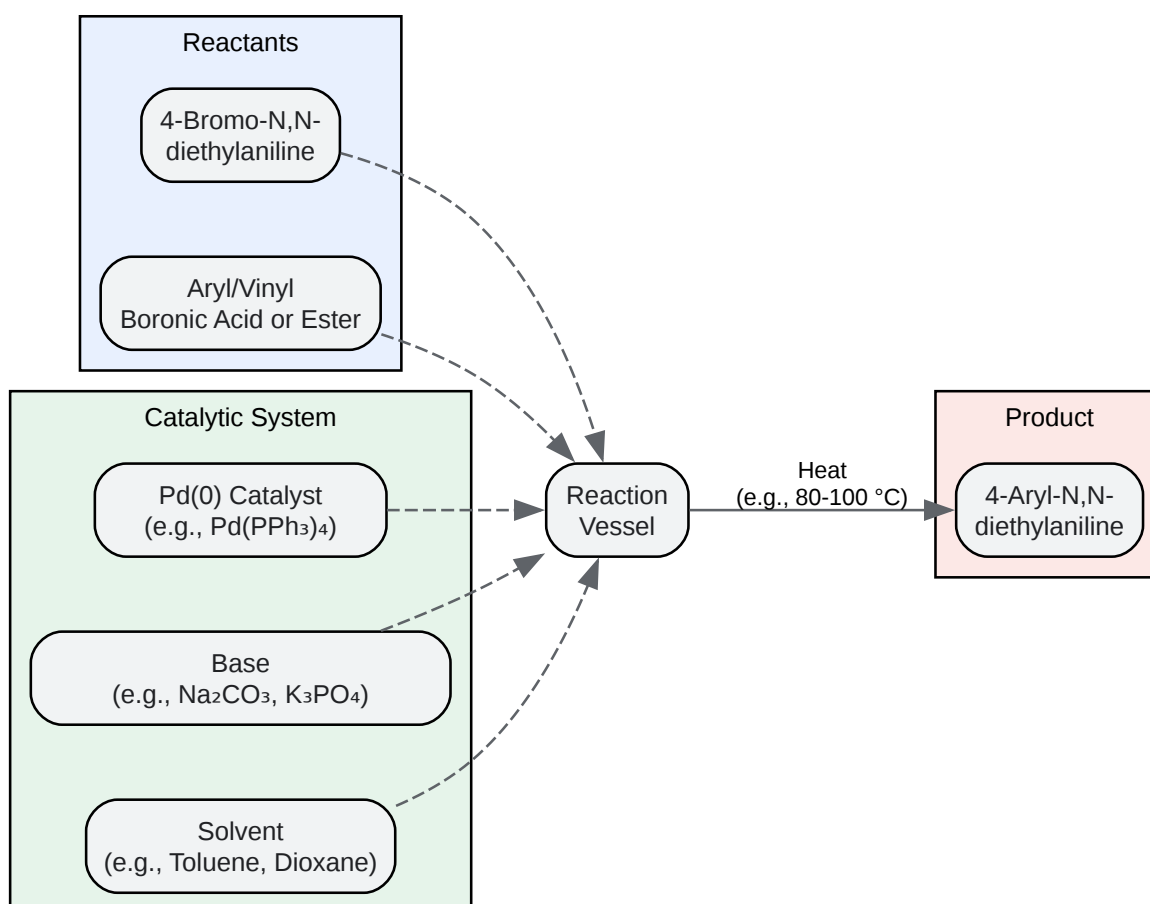 Reactants
4-Bromo-N,N-
diethylaniline
Aryl/Vinyl
Boronic Acid or Ester
Catalytic System
Pd(0) Catalyst
(e.g., Pd(PPh₃)₄)
Base
(e.g., Na₂CO₃, K₃PO₄)
Solvent
(e.g., Toluene, Dioxane)
Reaction
Vessel
Heat
(e.g., 80-100 °C)
Product
4-Aryl-N,N-
diethylaniline